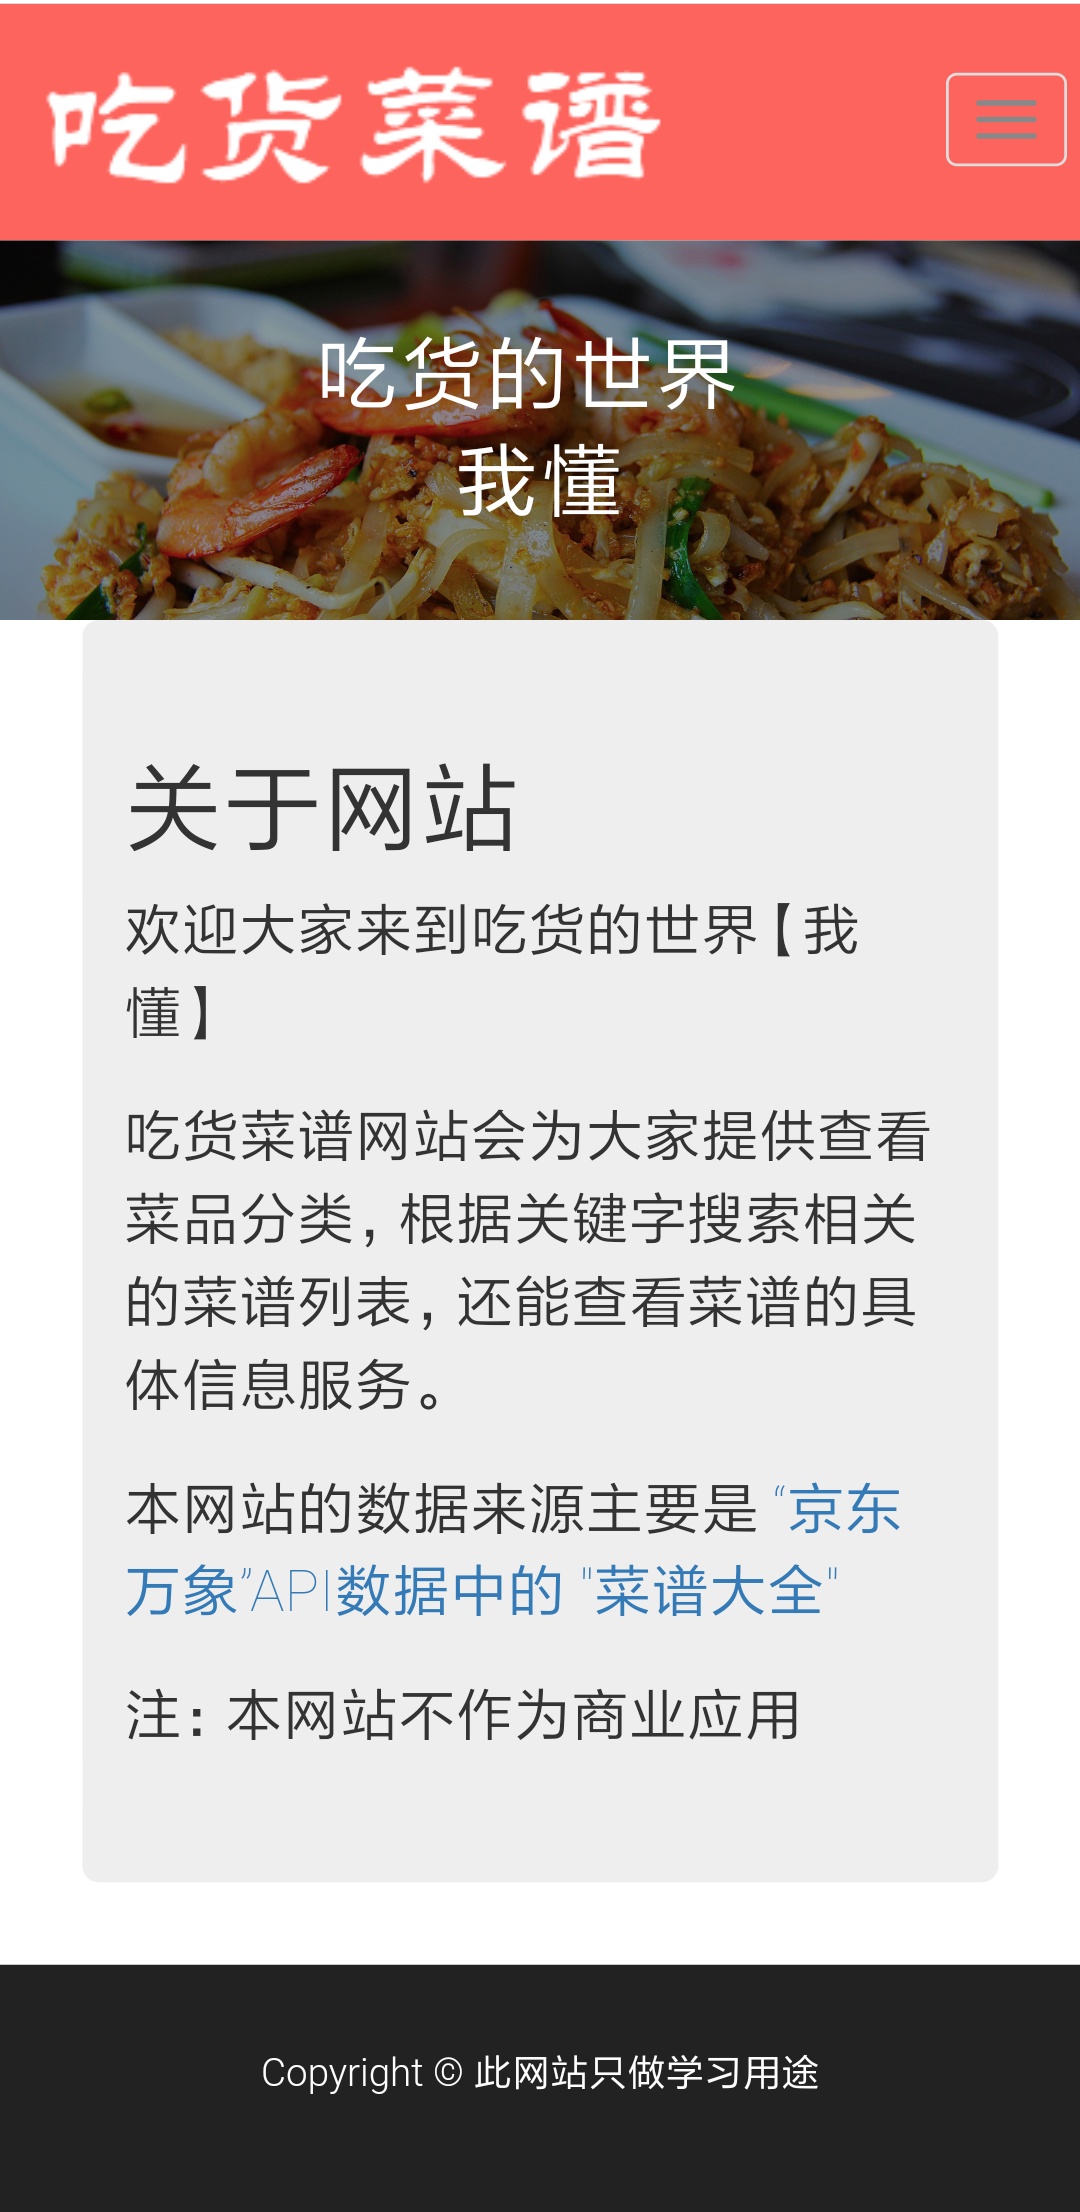 吃货菜谱
吃货的世界
我懂
关于网站
欢迎大家来到吃货的世界【我
懂】
吃货菜谱网站会为大家提供查看
菜品分类，根据关键字搜索相关
的菜谱列表，还能查看菜谱的具
体信息服务。
本网站的数据来源主要是 “京东
万象”API数据中的 "菜谱大全"
注：本网站不作为商业应用
Copyright © 此网站只做学习用途